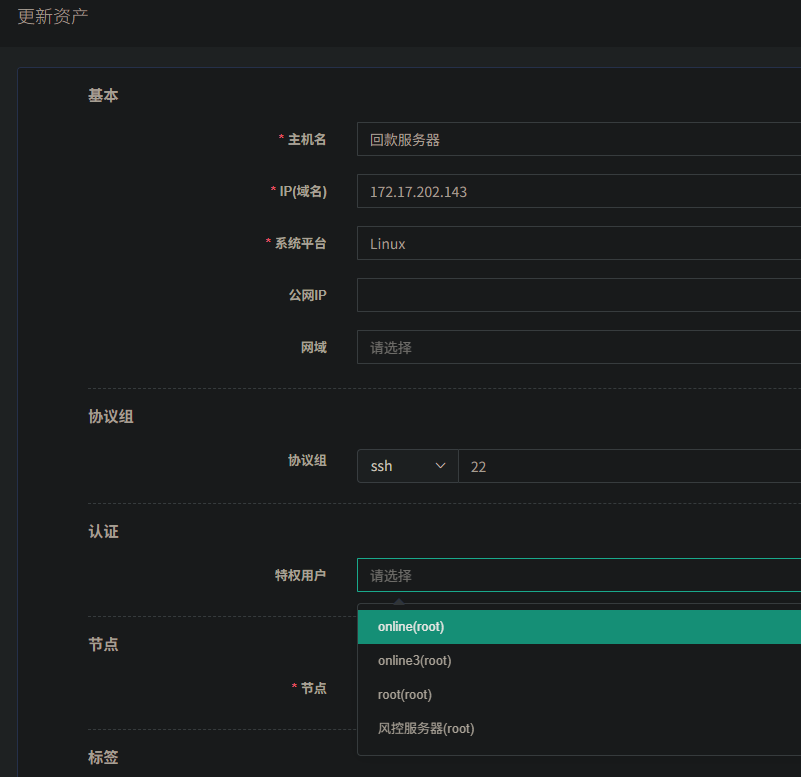 更新资产
基本
* 主机名 回款服务器
* IP(域名) 172.17.202.143
* 系统平台 Linux
公网IP
网域 请选择
协议组
协议组 ssh 22
认证
特权用户 请选择
online(root)
online3(root)
节点
* 节点 root(root)
风控服务器(root)
标签